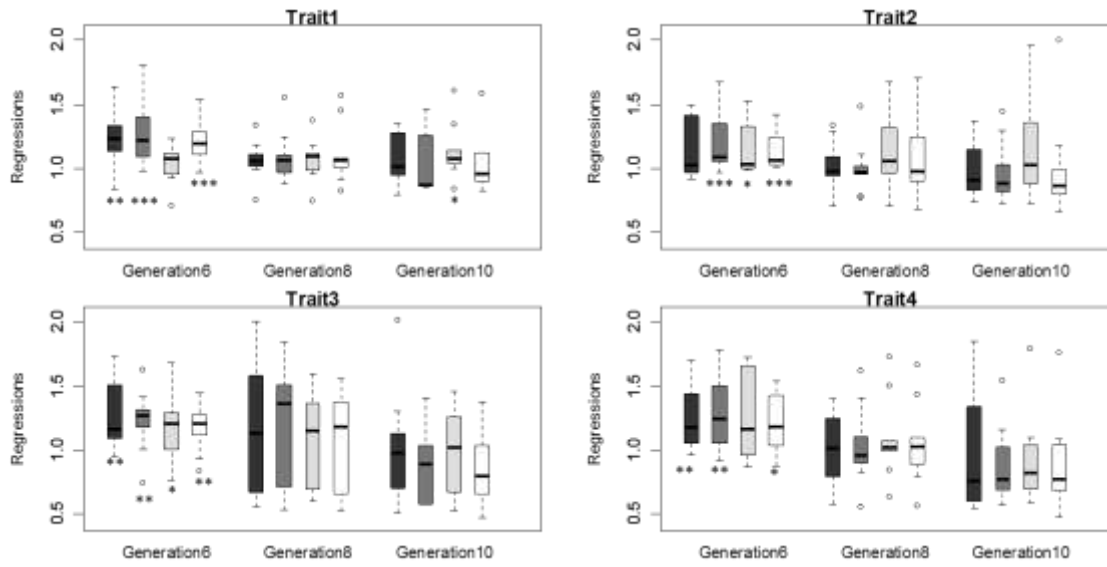 Trait1
Regressions
2.0
1.5
1.0
0.5
** *** *** *
Generation6 Generation8 Generation10
Trait2
Regressions
2.0
1.5
1.0
0.5
*** * ***
Generation6 Generation8 Generation10
Trait3
Regressions
2.0
1.5
1.0
0.5
** ** * **
Generation6 Generation8 Generation10
Trait4
Regressions
2.0
1.5
1.0
0.5
** ** *
Generation6 Generation8 Generation10